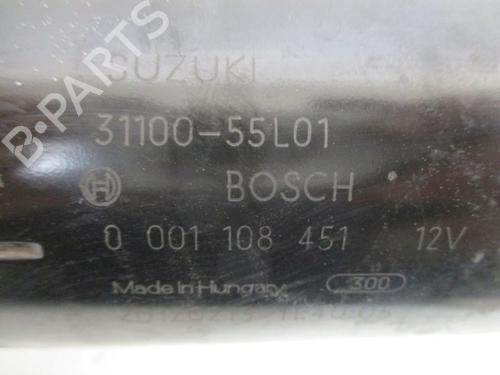 B-PARTS
SUZUKI
31100-55L01
BOSCH
0 001 108 451 12V
Made in Hungary 300